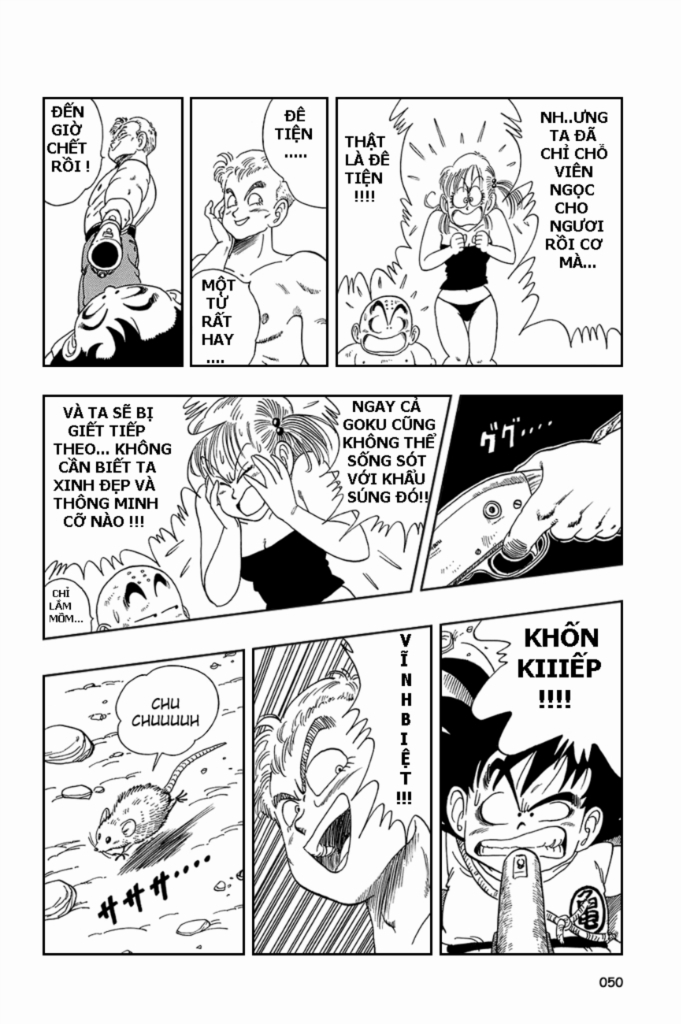 NH..ƯNG
TA ĐÃ
CHỈ CHỖ
VIÊN
NGỌC
CHO
NGƯƠI
RỒI CƠ
MÀ...
THẬT
LÀ ĐÊ
TIỆN
!!!!
ĐÊ
TIỆN
.....
MỘT
TỪ
RẤT
HAY
....
ĐẾN
GIỜ
CHẾT
RỒI !
ググ....
NGAY CẢ
GOKU CŨNG
KHÔNG THỂ
SỐNG SÓT
VỚI KHẨU
SÚNG ĐÓ!!
VÀ TA SẼ BỊ
GIẾT TIẾP
THEO... KHÔNG
CẦN BIẾT TA
XINH ĐẸP VÀ
THÔNG MINH
CỠ NÀO !!!
CHỈ
LẮM
MỒM...
KHỐN
KIIIẾP
!!!!
VĨNH BIỆT!!!
CHU
CHUUUUH
ササササ....
050